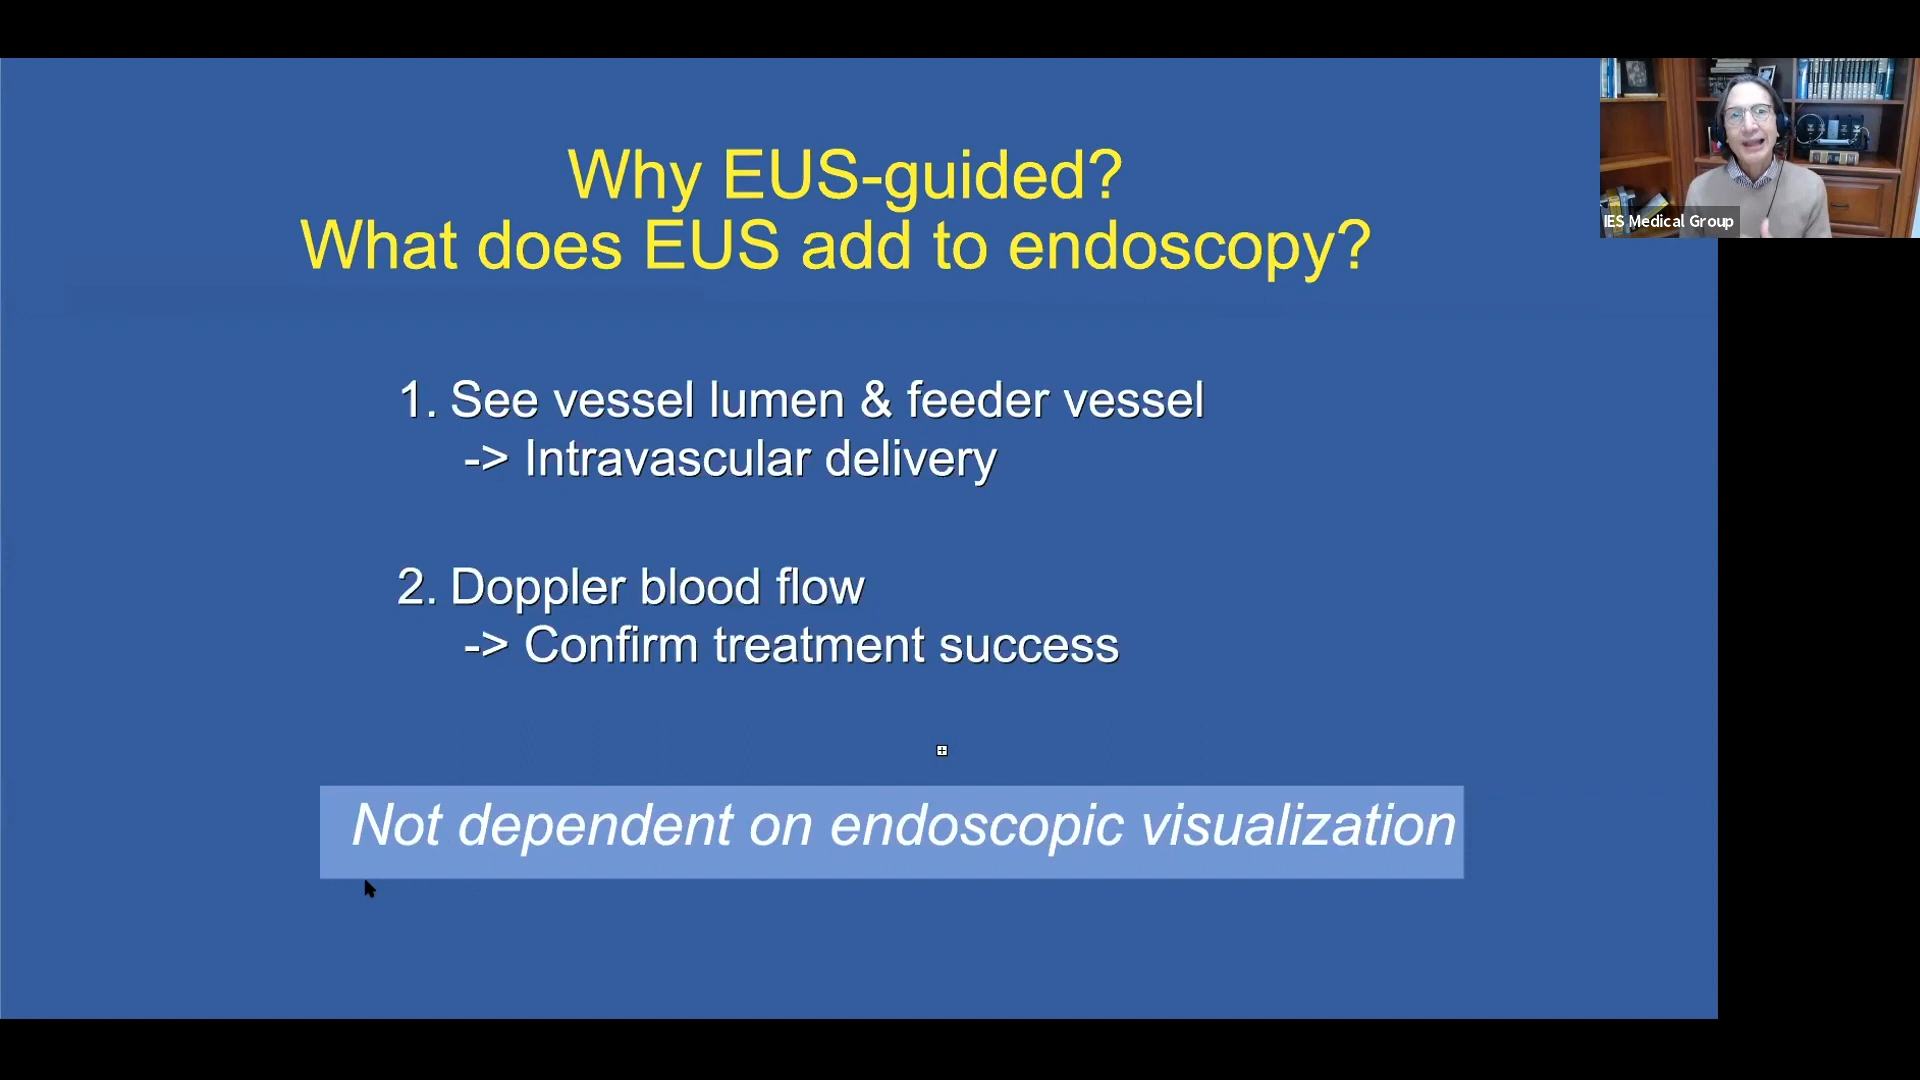 Why EUS-guided?
What does EUS add to endoscopy?
IES Medical Group
1. See vessel lumen & feeder vessel
-> Intravascular delivery
2. Doppler blood flow
-> Confirm treatment success
Not dependent on endoscopic visualization